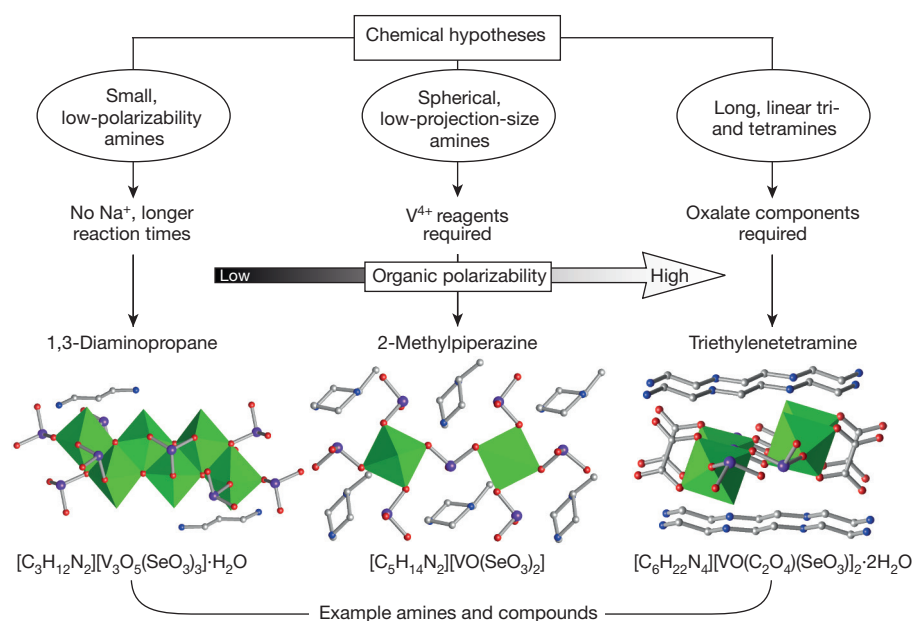 Chemical hypotheses
Small,
low-polarizability
amines
Spherical,
low-projection-size
amines
Long, linear tri-
and tetramines
No Na⁺, longer
reaction times
V⁴⁺ reagents
required
Oxalate components
required
Low
Organic polarizability
High
1,3-Diaminopropane
2-Methylpiperazine
Triethylenetetramine
[C₃H₁₂N₂][V₃O₅(SeO₃)₃]·H₂O
[C₅H₁₄N₂][VO(SeO₃)₂]
[C₆H₂₂N₄][VO(C₂O₄)(SeO₃)]₂·2H₂O
Example amines and compounds